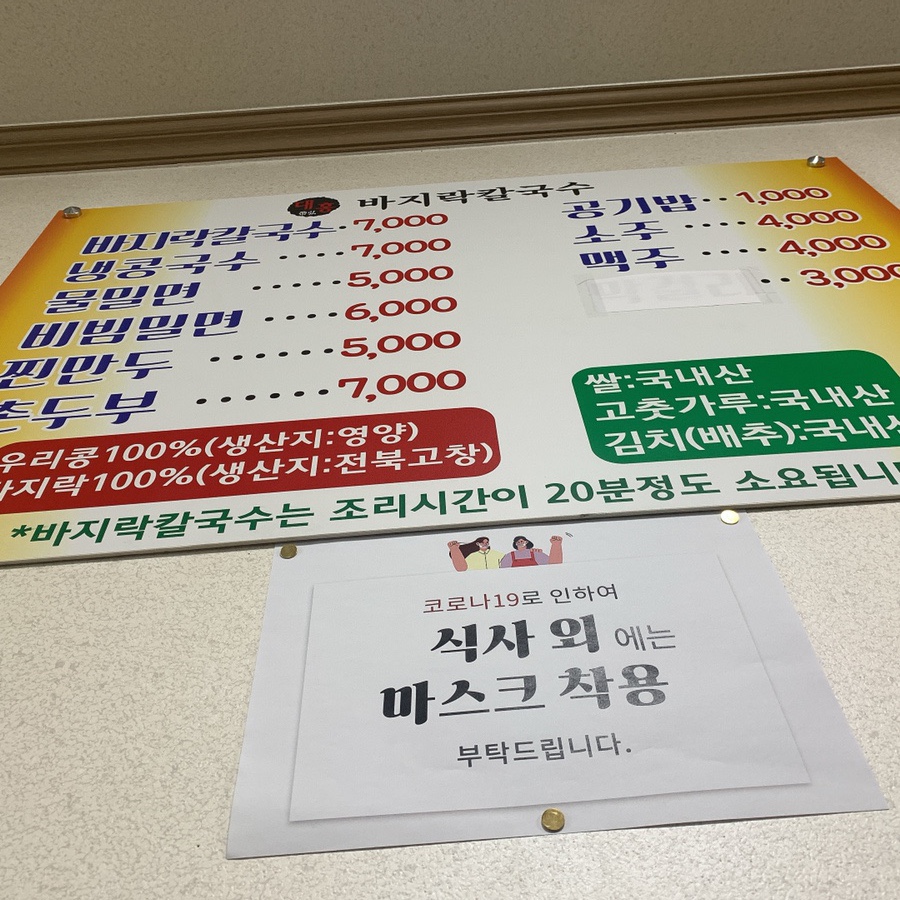 대홍
바지락칼국수
바지락칼국수·7,000
냉콩국수 ····7,000
물밀면 ·····5,000
비빔밀면 ····6,000
찐만두 ······5,000
촌두부 ······7,000
공기밥··1,000
소주 ····4,000
맥주 ····4,000
··3,000
우리콩100%(생산지:영양)
바지락100%(생산지:전북고창)
쌀:국내산
고춧가루:국내산
김치(배추):국내산
*바지락칼국수는 조리시간이 20분정도 소요됩니
코로나19로 인하여
식사 외 에는
마스크 착용
부탁드립니다.